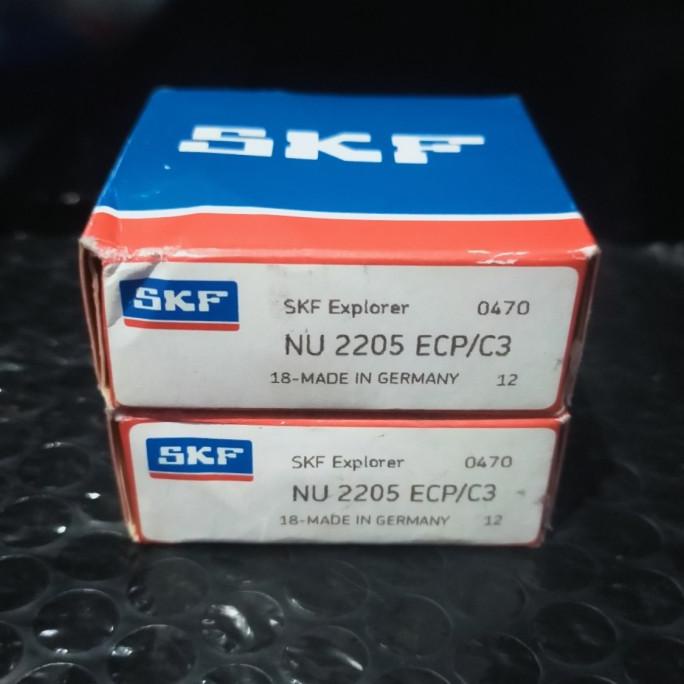 SKF
SKF
SKF Explorer 0470
NU 2205 ECP/C3
18-MADE IN GERMANY 12
SKF
SKF Explorer 0470
NU 2205 ECP/C3
18-MADE IN GERMANY 12